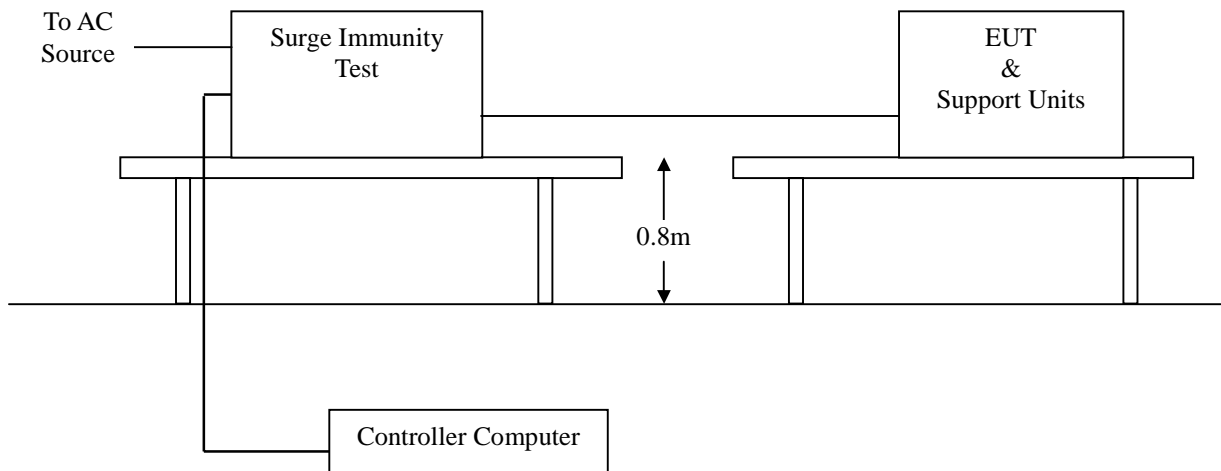 To AC
Source
Surge Immunity
Test
EUT
&
Support Units
0.8m
Controller Computer